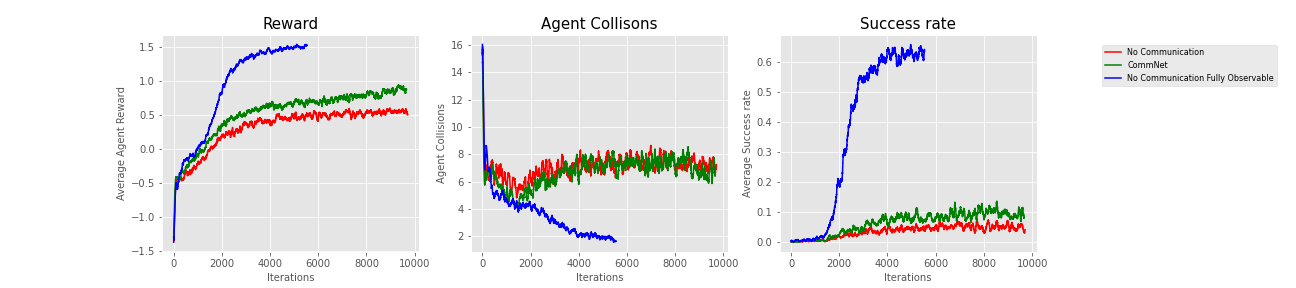 Reward
Agent Collisons
Success rate
Average Agent Reward
1.5
1.0
0.5
0.0
−0.5
−1.0
−1.5
0 2000 4000 6000 8000 10000
Iterations
Agent Collisions
16
14
12
10
8
6
4
2
0 2000 4000 6000 8000 10000
Iterations
Average Success rate
0.6
0.5
0.4
0.3
0.2
0.1
0.0
0 2000 4000 6000 8000 10000
Iterations
No Communication
CommNet
No Communication Fully Observable